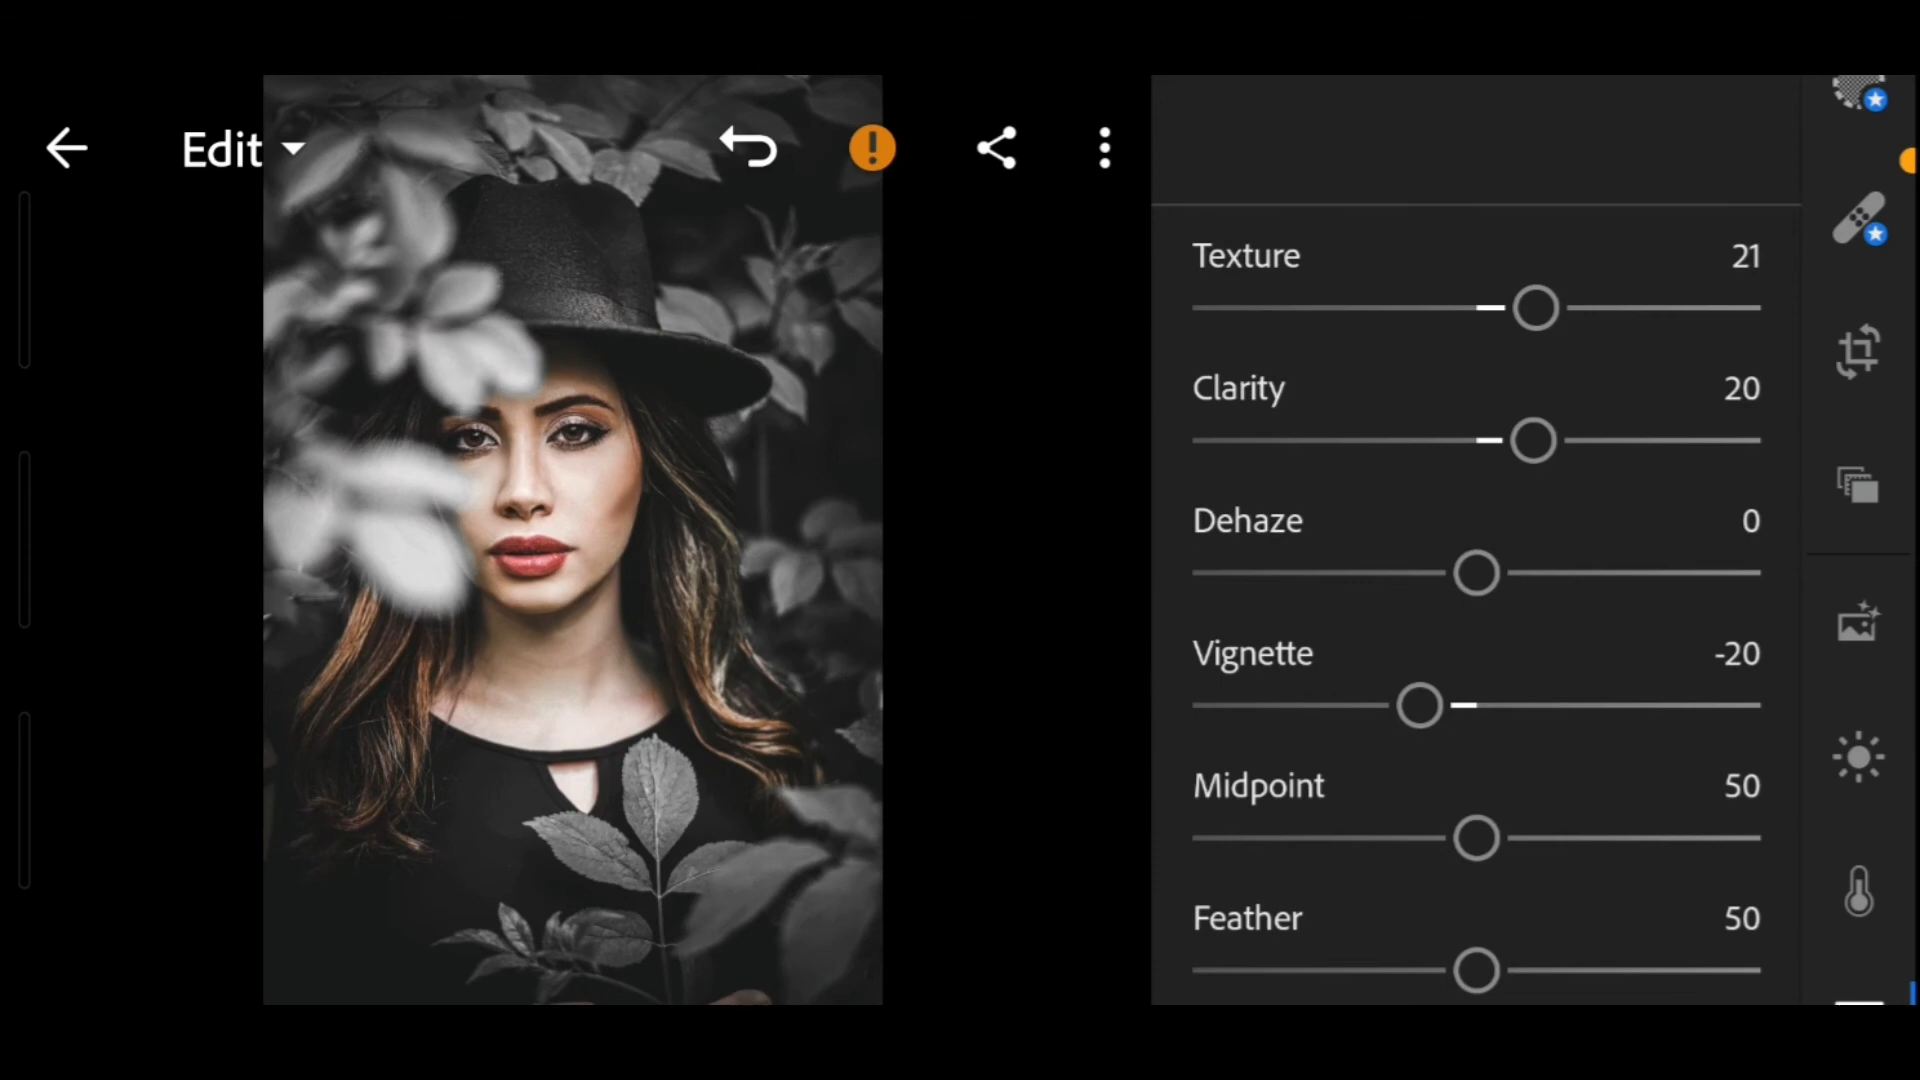 Edit
Texture 21
Clarity 20
Dehaze 0
Vignette -20
Midpoint 50
Feather 50